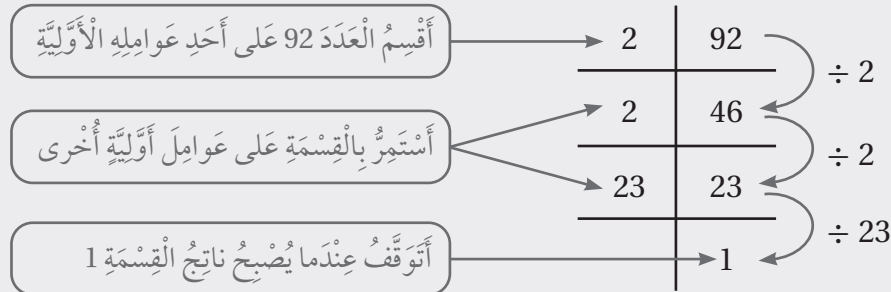 أَقْسِمُ الْعَدَدَ 92 عَلى أَحَدِ عَوامِلِهِ الْأَوَّلِيَّةِ
2 92
÷ 2
أَسْتَمِرُّ بِالْقِسْمَةِ عَلى عَوامِلَ أَوَّلِيَّةٍ أُخْرى
2 46
÷ 2
23 23
÷ 23
أَتَوَقَّفُ عِنْدَما يُصْبِحُ ناتِجُ الْقِسْمَةِ 1
1